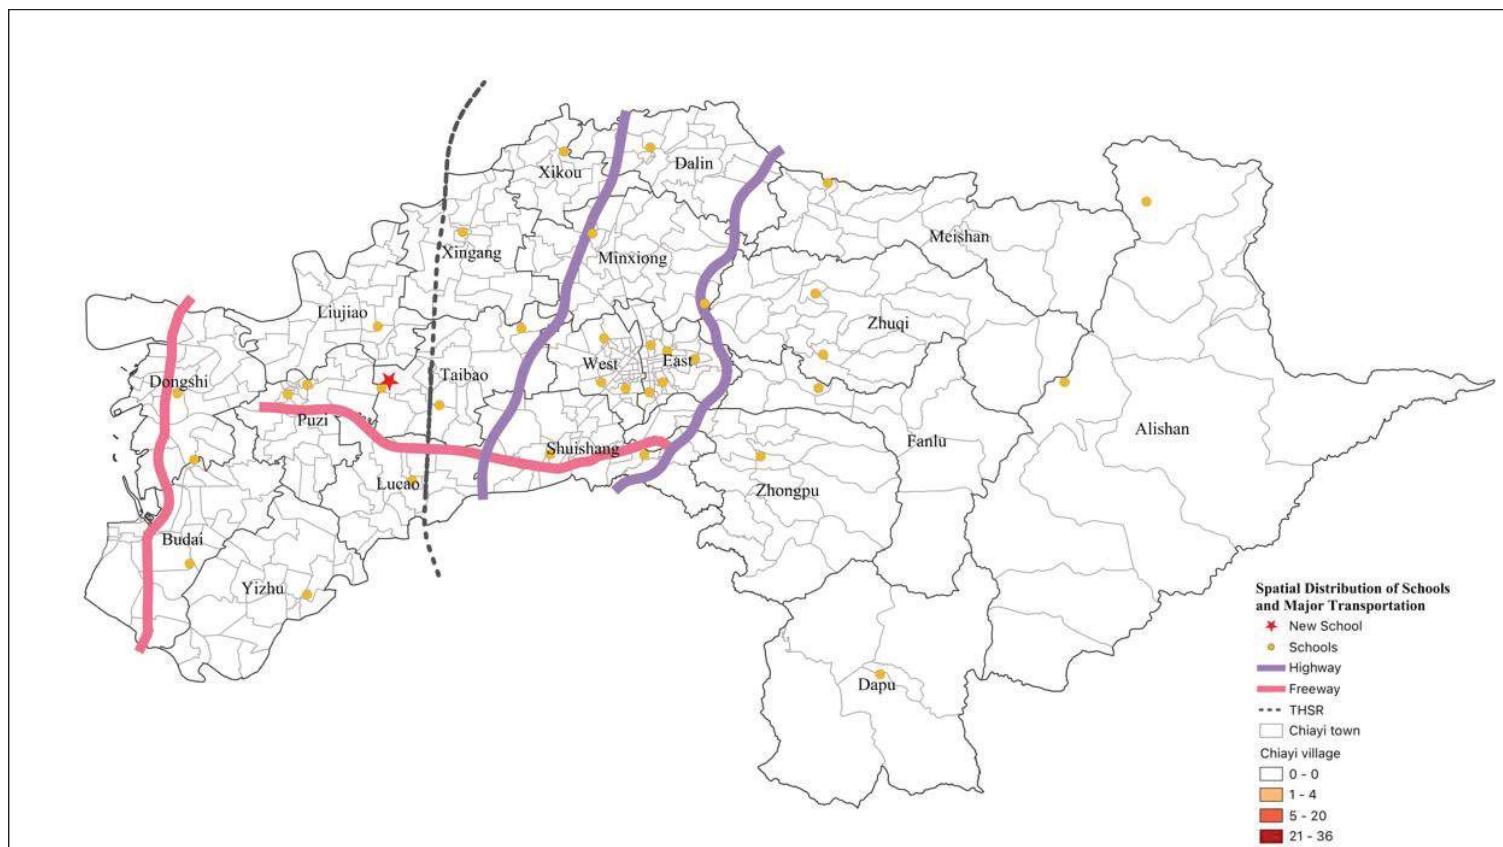 Dalin
Xikou
Meishan
Xingang
Minxiong
Liujiao
Zhuqi
West
East
Taibao
Dongshi
Puzi
Alishan
Fanlu
Shuishang
Lucao
Zhongpu
Budai
Yizhu
Dapu
Spatial Distribution of Schools
and Major Transportation
New School
Schools
Highway
Freeway
THSR
Chiayi town
Chiayi village
0 - 0
1 - 4
5 - 20
21 - 36